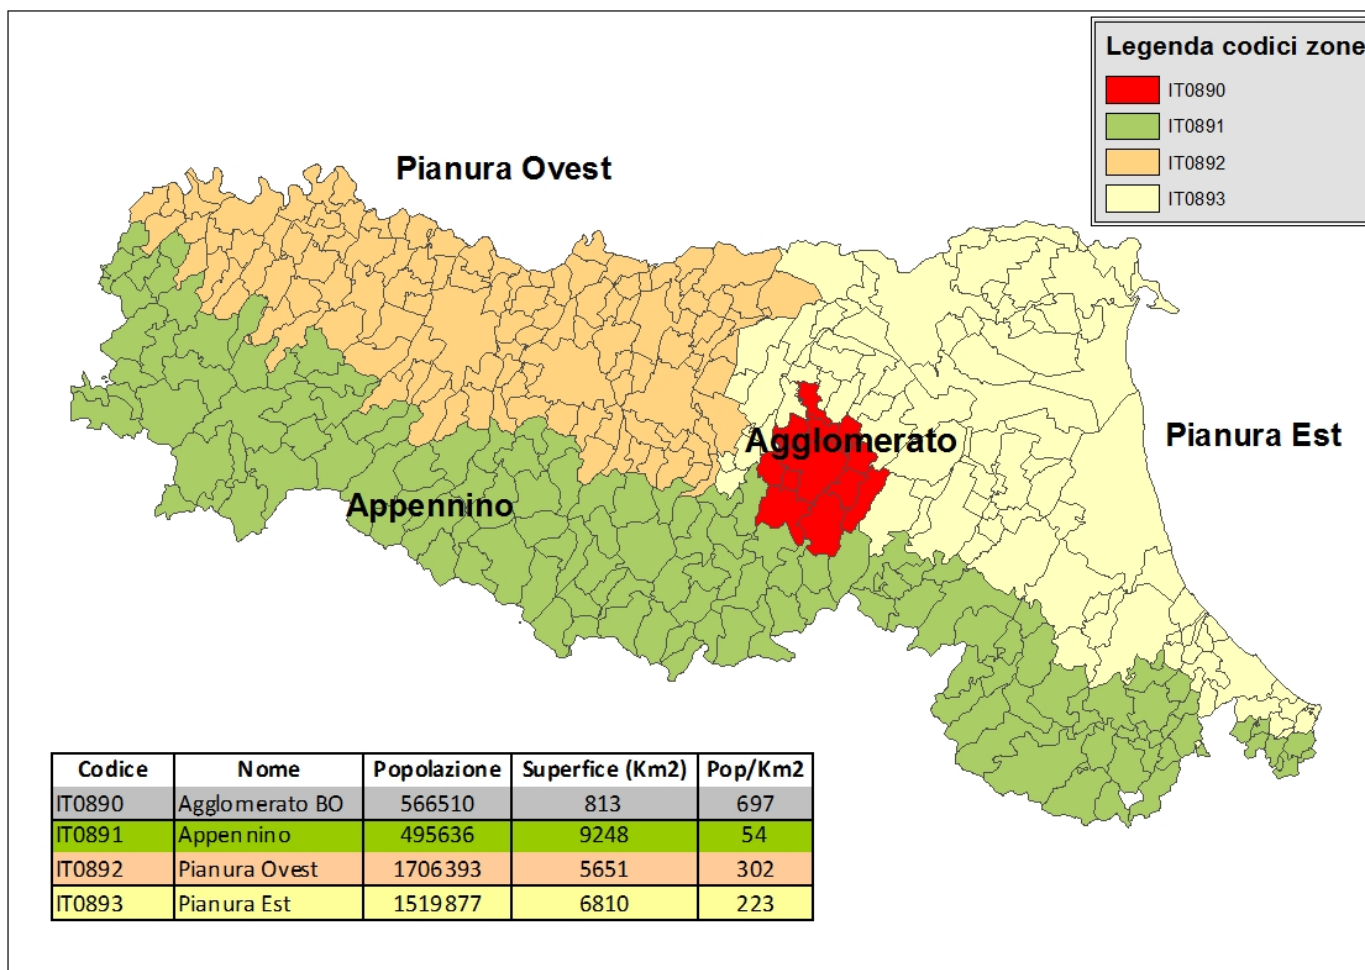 Legenda codici zone
IT0890
IT0891
IT0892
IT0893
Pianura Ovest
Agglomerato
Pianura Est
Appennino
Codice Nome Popolazione Superfice (Km2) Pop/Km2
IT0890 Agglomerato BO 566510 813 697
IT0891 Appennino 495636 9248 54
IT0892 Pianura Ovest 1706393 5651 302
IT0893 Pianura Est 1519877 6810 223